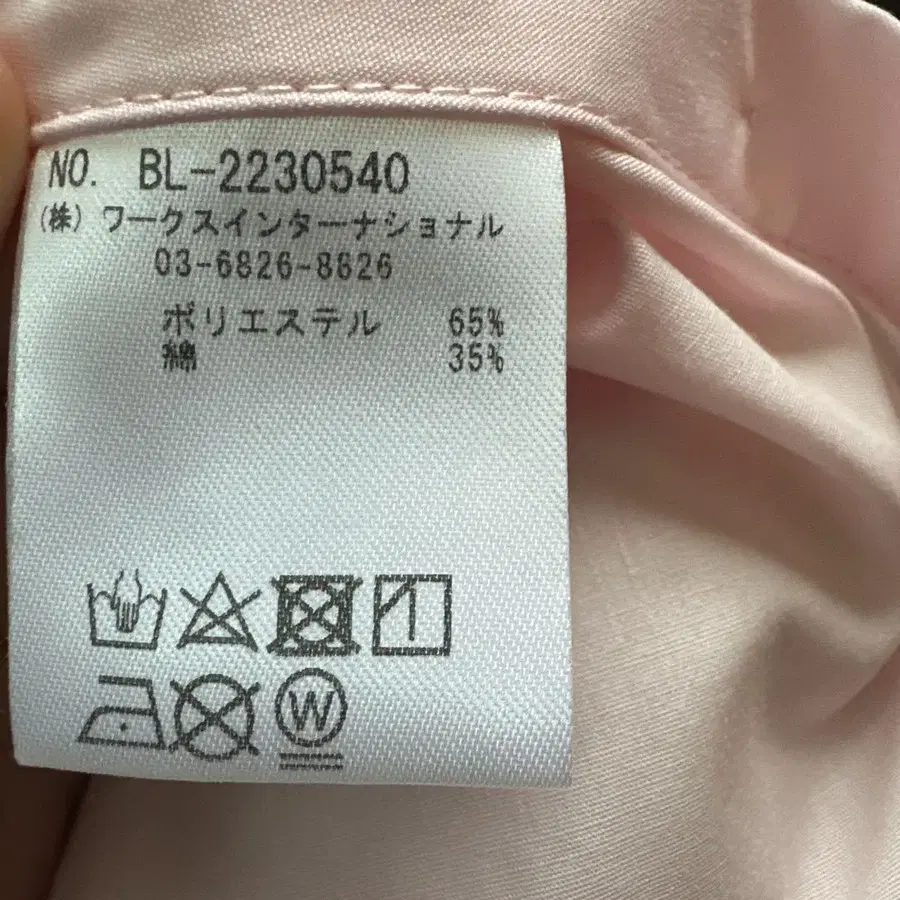 NO. BL-2230540
(株) ワークスインターナショナル
03-6826-8826
ポリエステル 65%
綿 35%
W